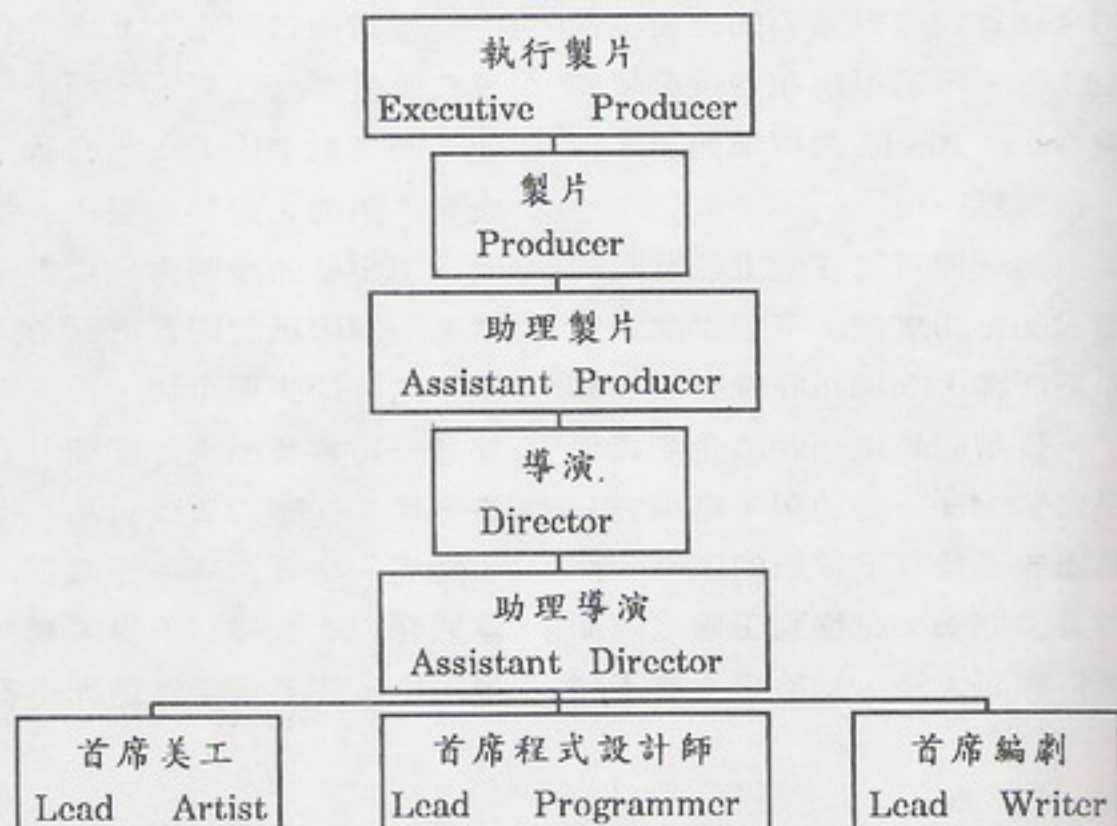 執行製片
Executive Producer
製片
Producer
助理製片
Assistant Producer
導演
Director
助理導演
Assistant Director
首席美工
Lead Artist
首席程式設計師
Lead Programmer
首席編劇
Lead Writer